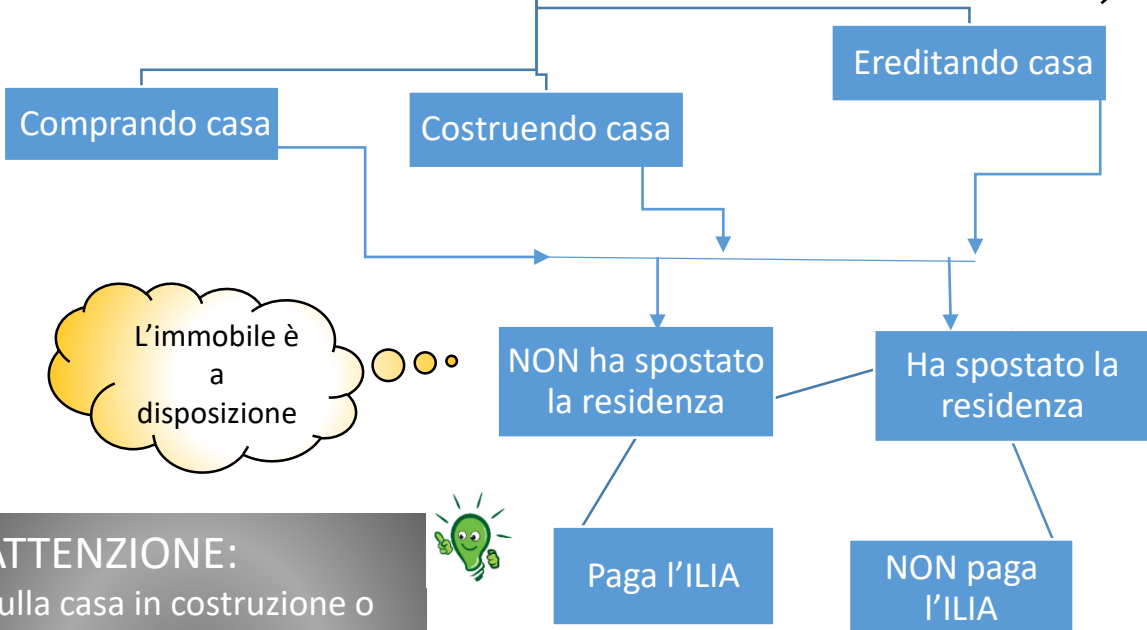 Ereditando casa
Comprando casa
Costruendo casa
L’immobile è
a
disposizione
NON ha spostato
la residenza
Ha spostato la
residenza
ATTENZIONE:
ulla casa in costruzione o
Paga l’ILIA
NON paga
l’ILIA